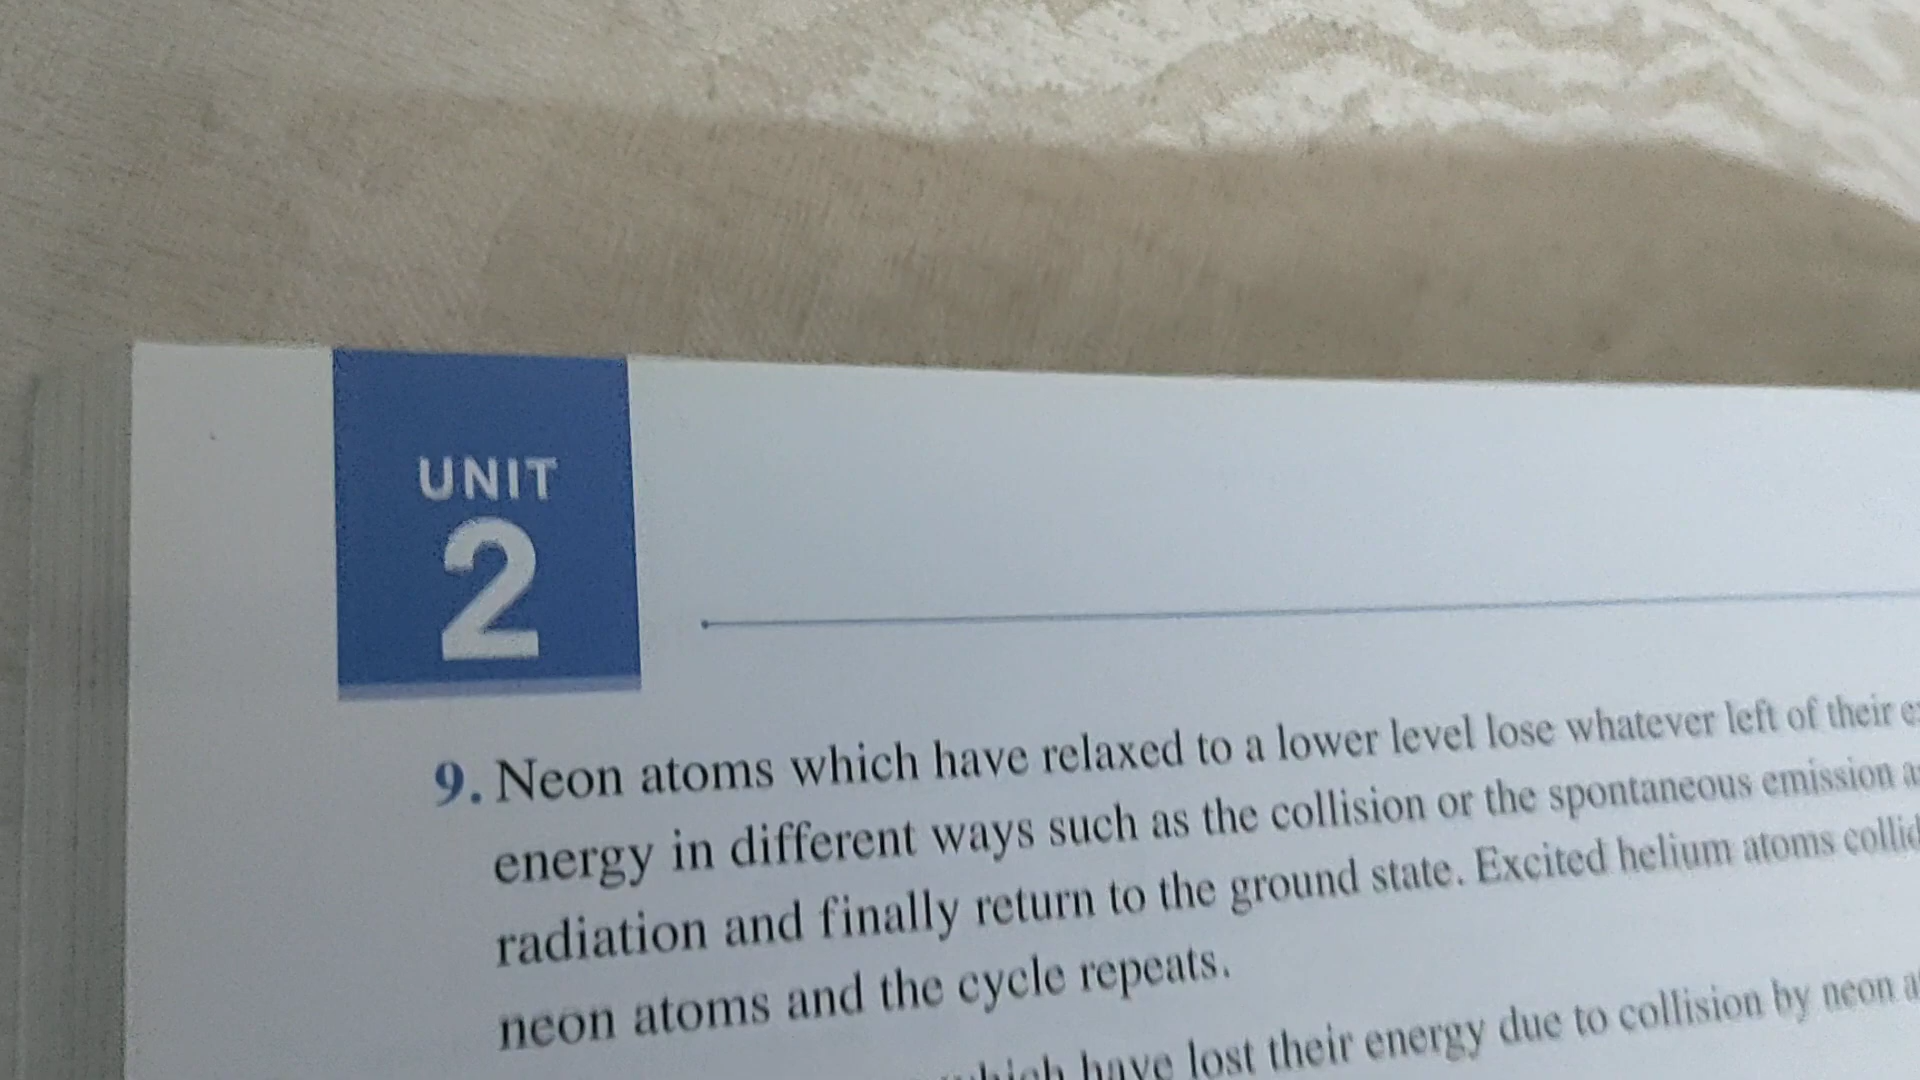 UNIT
2
9. Neon atoms which have relaxed to a lower level lose whatever left of their
energy in different ways such as the collision or the spontaneous emission
radiation and finally return to the ground state. Excited helium atoms
neon atoms and the cycle repeats.
have lost their energy due to collision by neon